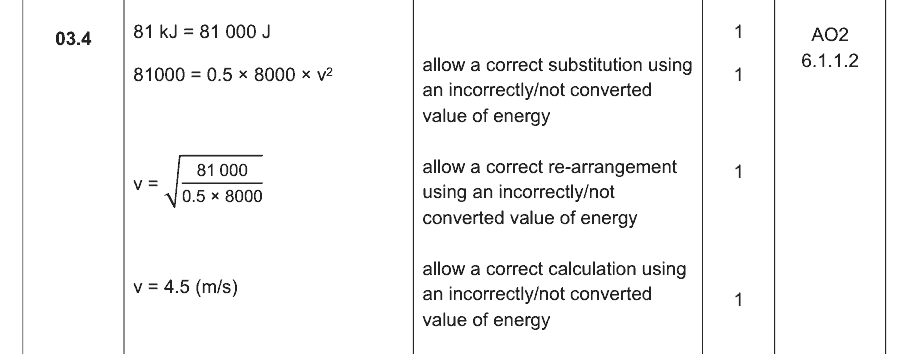 03.4
81 kJ = 81 000 J
1
AO2
6.1.1.2
81000 = 0.5 × 8000 × v²
allow a correct substitution using
an incorrectly/not converted
value of energy
1
v = √(81 000 / 0.5 × 8000)
allow a correct re-arrangement
using an incorrectly/not
converted value of energy
1
v = 4.5 (m/s)
allow a correct calculation using
an incorrectly/not converted
value of energy
1